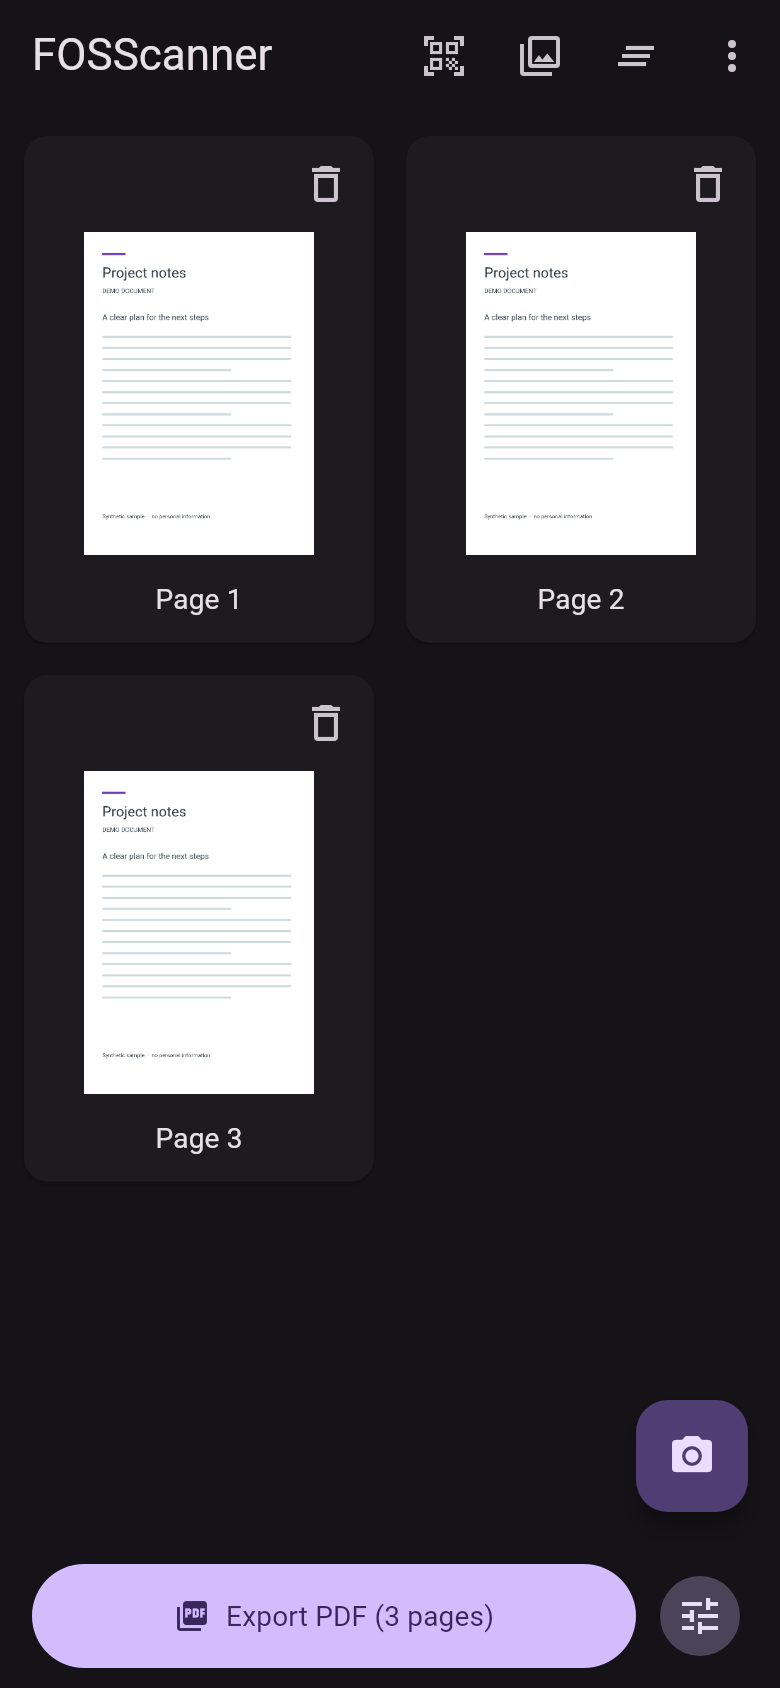 FOSScanner
Project notes
DEMO DOCUMENT
A clear plan for the next steps
Synthetic sample · no personal information
Page 1
Project notes
DEMO DOCUMENT
A clear plan for the next steps
Synthetic sample · no personal information
Page 2
Project notes
DEMO DOCUMENT
A clear plan for the next steps
Synthetic sample · no personal information
Page 3
PDF
Export PDF (3 pages)